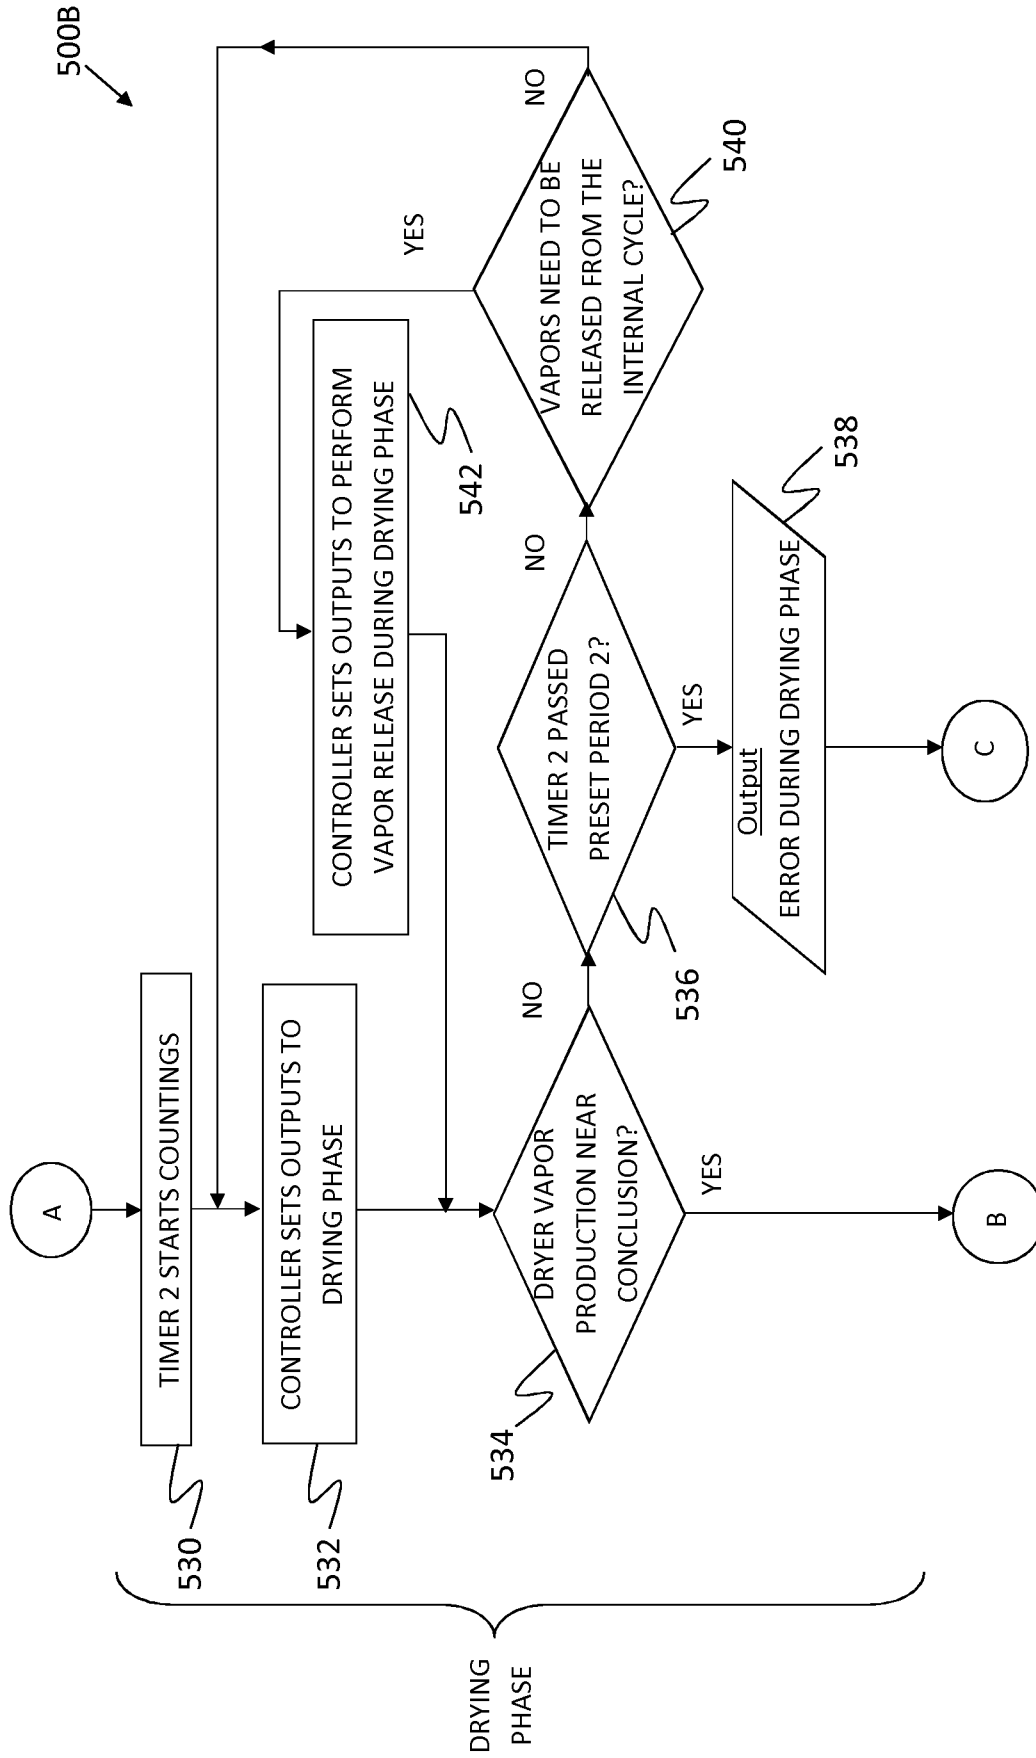 500B
A
TIMER 2 STARTS COUNTINGS
530
CONTROLLER SETS OUTPUTS TO
DRYING PHASE
532
CONTROLLER SETS OUTPUTS TO PERFORM
VAPOR RELEASE DURING DRYING PHASE
542
DRYING
PHASE
DRYER VAPOR
PRODUCTION NEAR
CONCLUSION?
534
NO
YES
TIMER 2 PASSED
PRESET PERIOD 2?
536
NO
YES
VAPORS NEED TO BE
RELEASED FROM THE
INTERNAL CYCLE?
540
YES
NO
Output
ERROR DURING DRYING PHASE
538
B
C